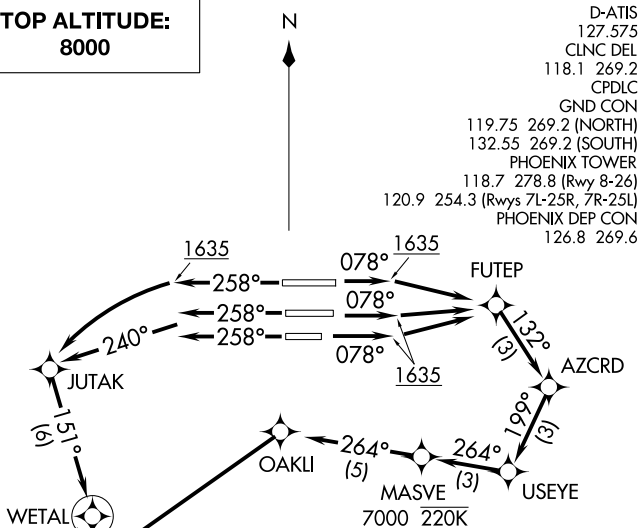 TOP ALTITUDE:
8000
N
D-ATIS
127.575
CLNC DEL
118.1 269.2
CPDLC
GND CON
119.75 269.2 (NORTH)
132.55 269.2 (SOUTH)
PHOENIX TOWER
118.7 278.8 (Rwy 8-26)
120.9 254.3 (Rwys 7L-25R, 7R-25L)
PHOENIX DEP CON
126.8 269.6
1635
1635
258°
078°
FUTEP
258°
078°
240°
258°
078°
132°
(3)
1635
JUTAK
AZCRD
151°
(6)
199°
(3)
OAKLI
264°
(5)
264°
(3)
MASVE
7000 220K
USEYE
WETAL